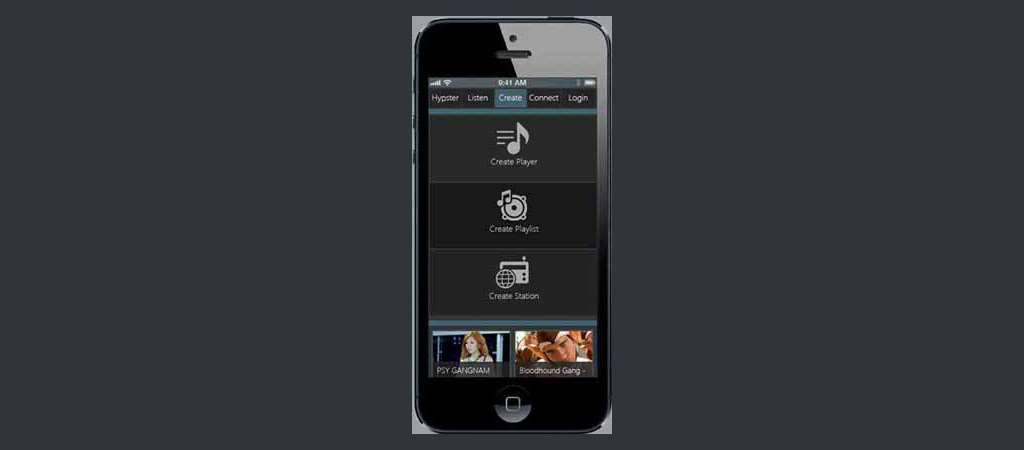 9:41 AM
Hypster Listen Create Connect Login
Create Player
Create Playlist
Create Station
PSY GANGNAM Bloodhound Gang -